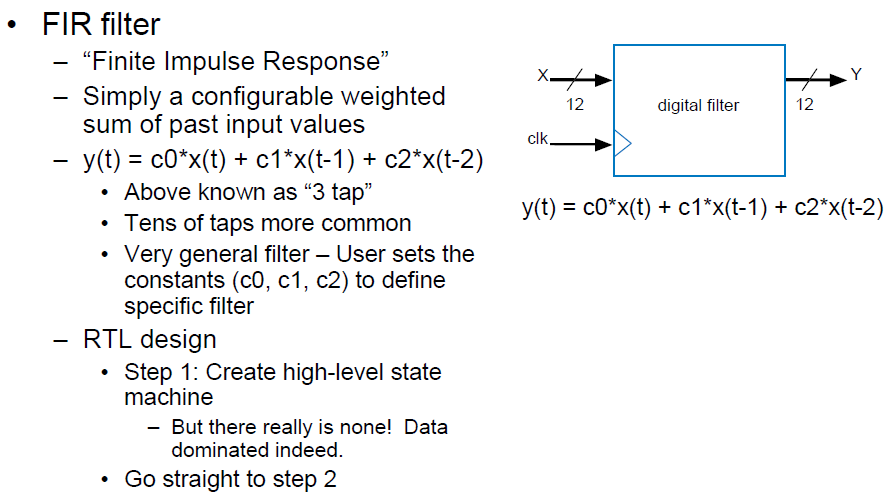 • FIR filter
– “Finite Impulse Response”
– Simply a configurable weighted
sum of past input values
– y(t) = c0*x(t) + c1*x(t-1) + c2*x(t-2)
• Above known as “3 tap”
• Tens of taps more common
• Very general filter – User sets the
constants (c0, c1, c2) to define
specific filter
– RTL design
• Step 1: Create high-level state
machine
– But there really is none! Data
dominated indeed.
• Go straight to step 2
X
12
clk
digital filter
Y
12
y(t) = c0*x(t) + c1*x(t-1) + c2*x(t-2)